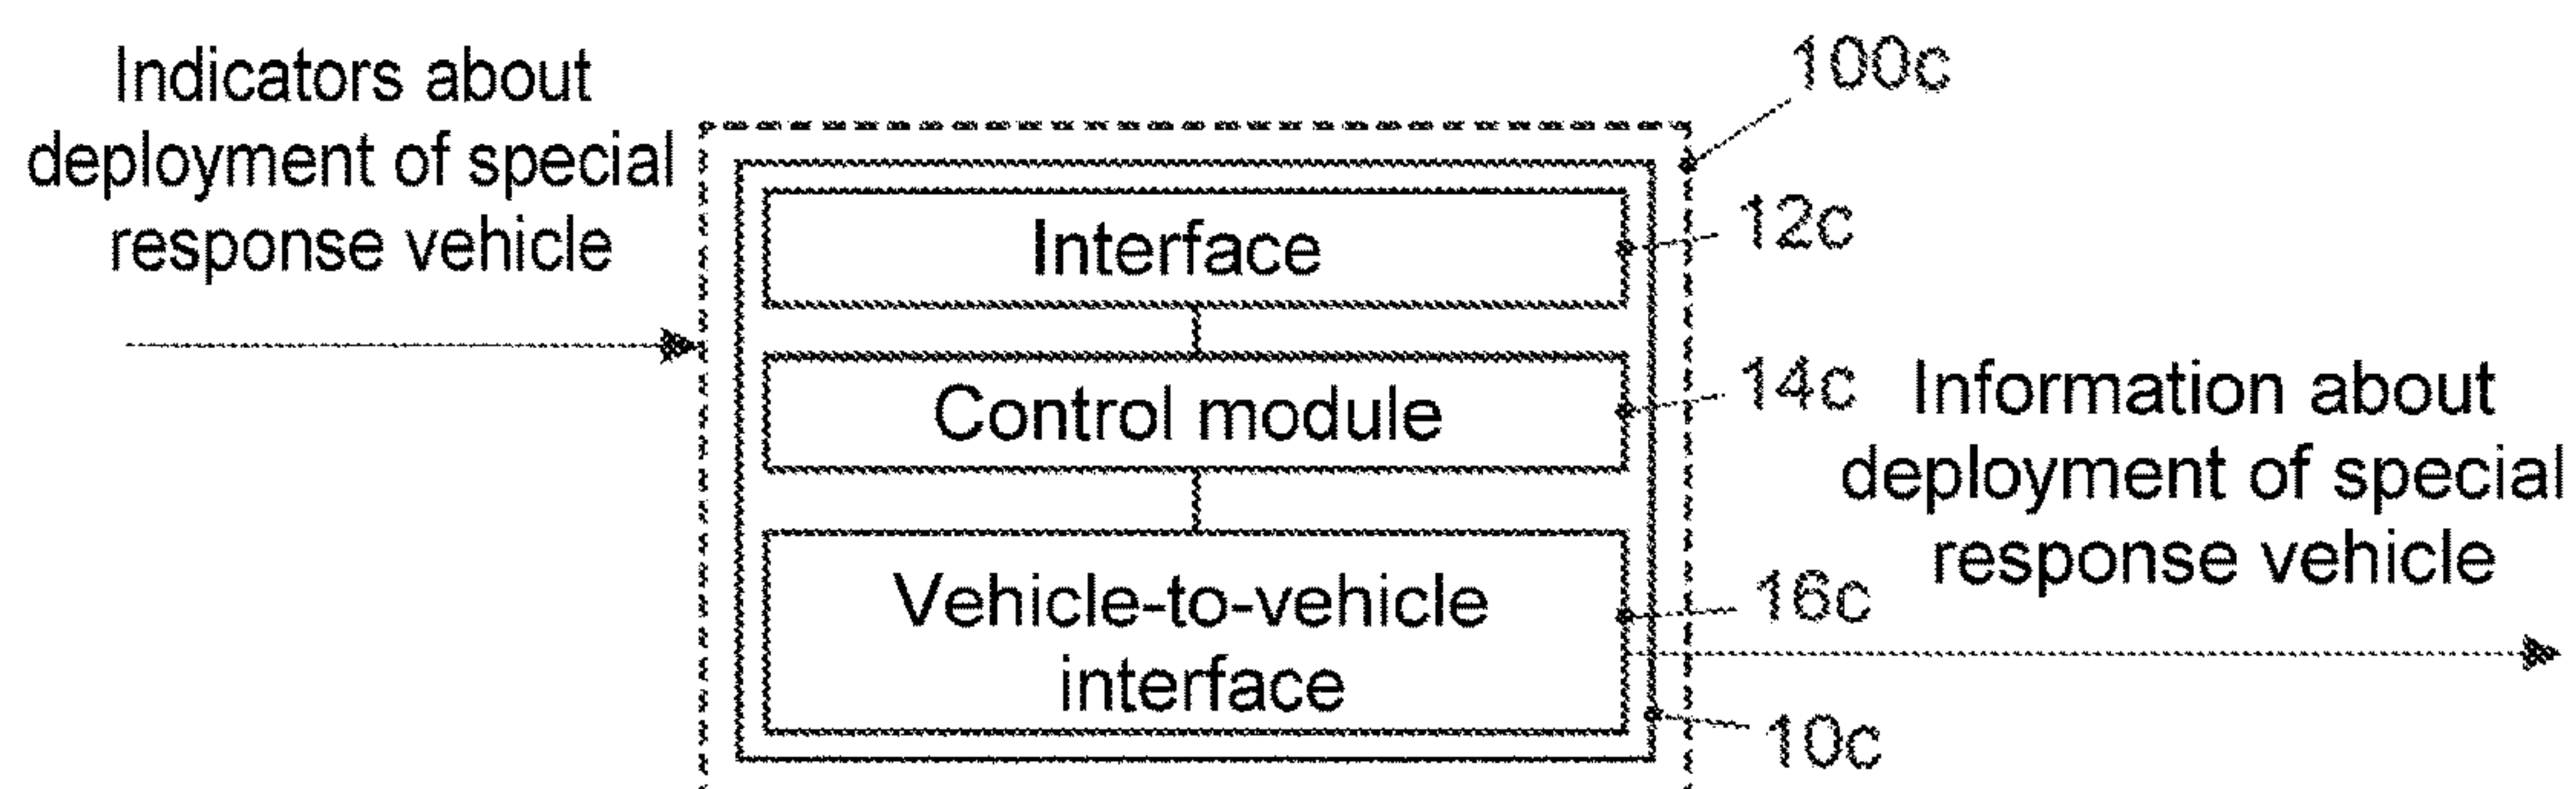 Indicators about
deployment of special
response vehicle
100c
Interface
12c
Control module
14c
Information about
deployment of special
response vehicle
Vehicle-to-vehicle
interface
16c
10c